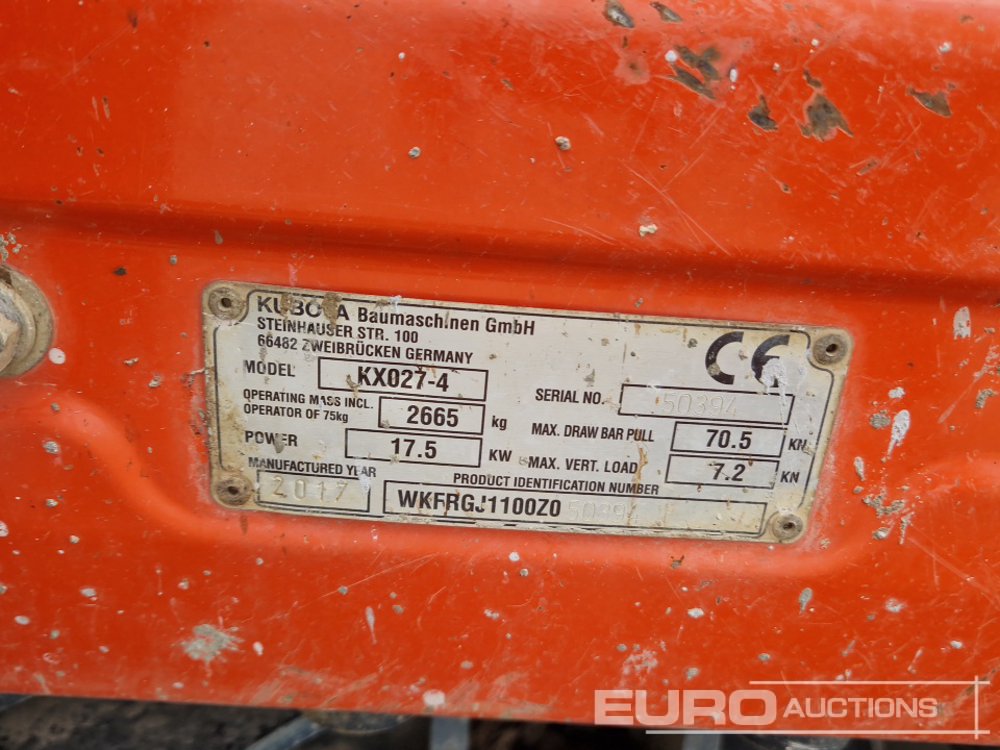 KUBOTA Baumaschinen GmbH
STEINHAUSER STR. 100
66482 ZWEIBRÜCKEN GERMANY
CE
MODEL KX027-4
SERIAL NO. 50394
OPERATING MASS INCL. OPERATOR OF 75kg 2665 kg
MAX. DRAW BAR PULL 70.5 KN
POWER 17.5 KW
MAX. VERT. LOAD 7.2 KN
MANUFACTURED YEAR
2017
PRODUCT IDENTIFICATION NUMBER
WKFRGJ1100Z050394
EURO AUCTIONS